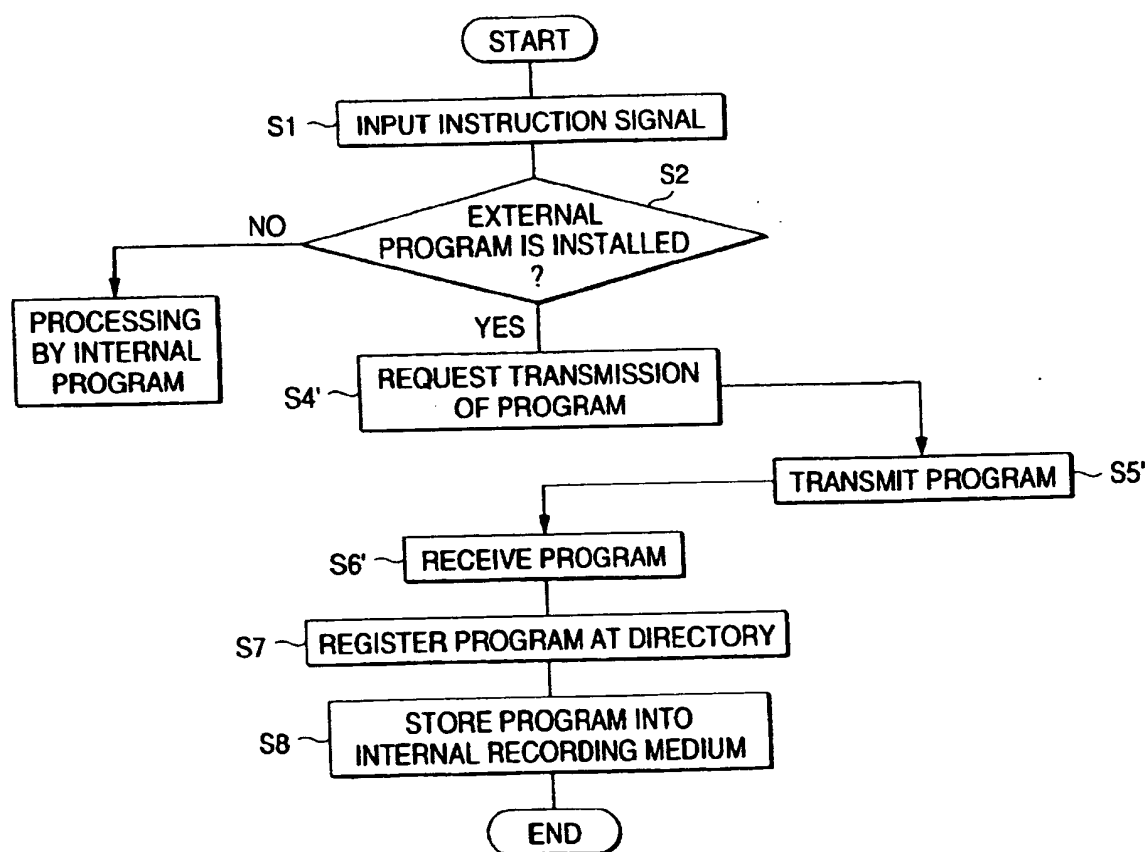 START
S1
INPUT INSTRUCTION SIGNAL
S2
EXTERNAL
PROGRAM IS INSTALLED
?
NO
YES
PROCESSING
BY INTERNAL
PROGRAM
S4'
REQUEST TRANSMISSION
OF PROGRAM
TRANSMIT PROGRAM
S5'
S6'
RECEIVE PROGRAM
S7
REGISTER PROGRAM AT DIRECTORY
S8
STORE PROGRAM INTO
INTERNAL RECORDING MEDIUM
END